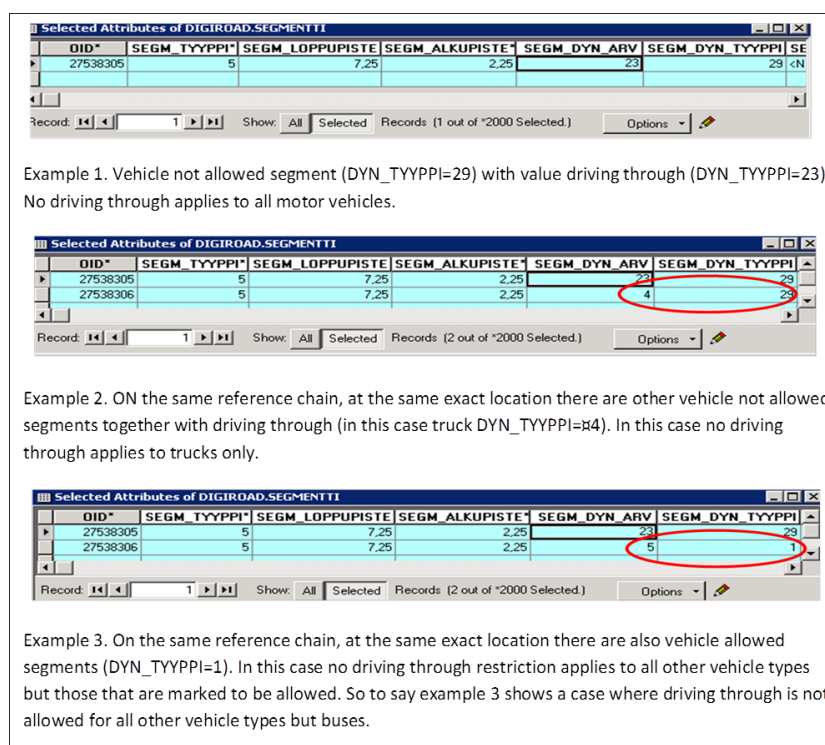 Selected Attributes of DIGIROAD.SEGMENTTI
OID* SEGM_TYYPPI* SEGM_LOPPUPISTE SEGM_ALKUPISTE* SEGM_DYN_ARV SEGM_DYN_TYYPPI SE
27538305 5 7,25 2,25 23 29 <N
Record: 1 Show: All Selected Records (1 out of *2000 Selected.) Options
Example 1. Vehicle not allowed segment (DYN_TYYPPI=29) with value driving through (DYN_TYYPPI=23)
No driving through applies to all motor vehicles.
Selected Attributes of DIGIROAD.SEGMENTTI
OID* SEGM_TYYPPI* SEGM_LOPPUPISTE SEGM_ALKUPISTE* SEGM_DYN_ARV SEGM_DYN_TYYPPI
27538305 5 7,25 2,25 23 29
27538306 5 7,25 2,25 4 29
Record: 1 Show: All Selected Records (2 out of *2000 Selected.) Options
Example 2. ON the same reference chain, at the same exact location there are other vehicle not allowed
segments together with driving through (in this case truck DYN_TYYPPI=¤4). In this case no driving
through applies to trucks only.
Selected Attributes of DIGIROAD.SEGMENTTI
OID* SEGM_TYYPPI* SEGM_LOPPUPISTE SEGM_ALKUPISTE* SEGM_DYN_ARV SEGM_DYN_TYYPPI
27538305 5 7,25 2,25 23 29
27538306 5 7,25 2,25 5 1
Record: 1 Show: All Selected Records (2 out of *2000 Selected.) Options
Example 3. On the same reference chain, at the same exact location there are also vehicle allowed
segments (DYN_TYYPPI=1). In this case no driving through restriction applies to all other vehicle types
but those that are marked to be allowed. So to say example 3 shows a case where driving through is not
allowed for all other vehicle types but buses.